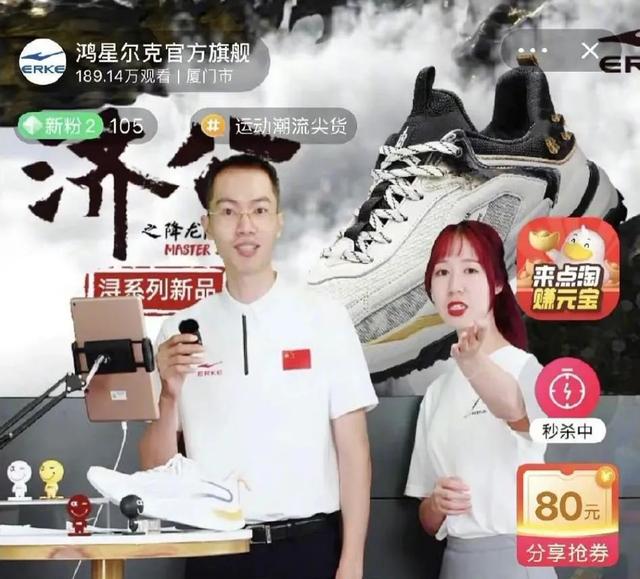 鸿星尔克官方旗舰
ERKE
189.14万观看 | 厦门市
ERKE
新粉2 105
# 运动潮流尖货
济公
之降龙
MASTER
浔系列新品
来点淘
赚元宝
ERKE
秒杀中
80元
分享抢券